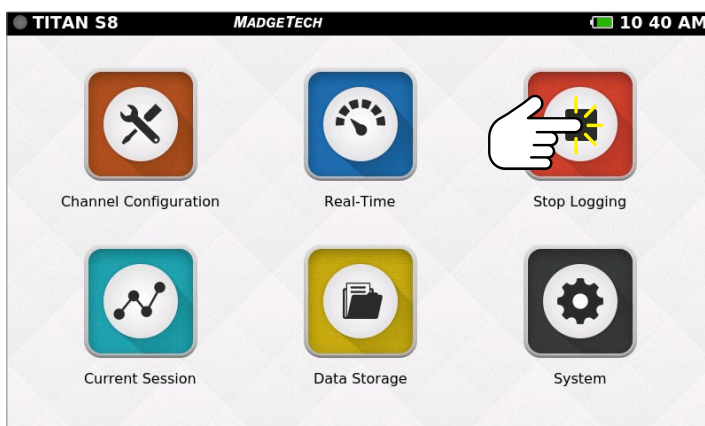 TITAN S8 MADGETECH 10 40 AM
Channel Configuration Real-Time Stop Logging
Current Session Data Storage System